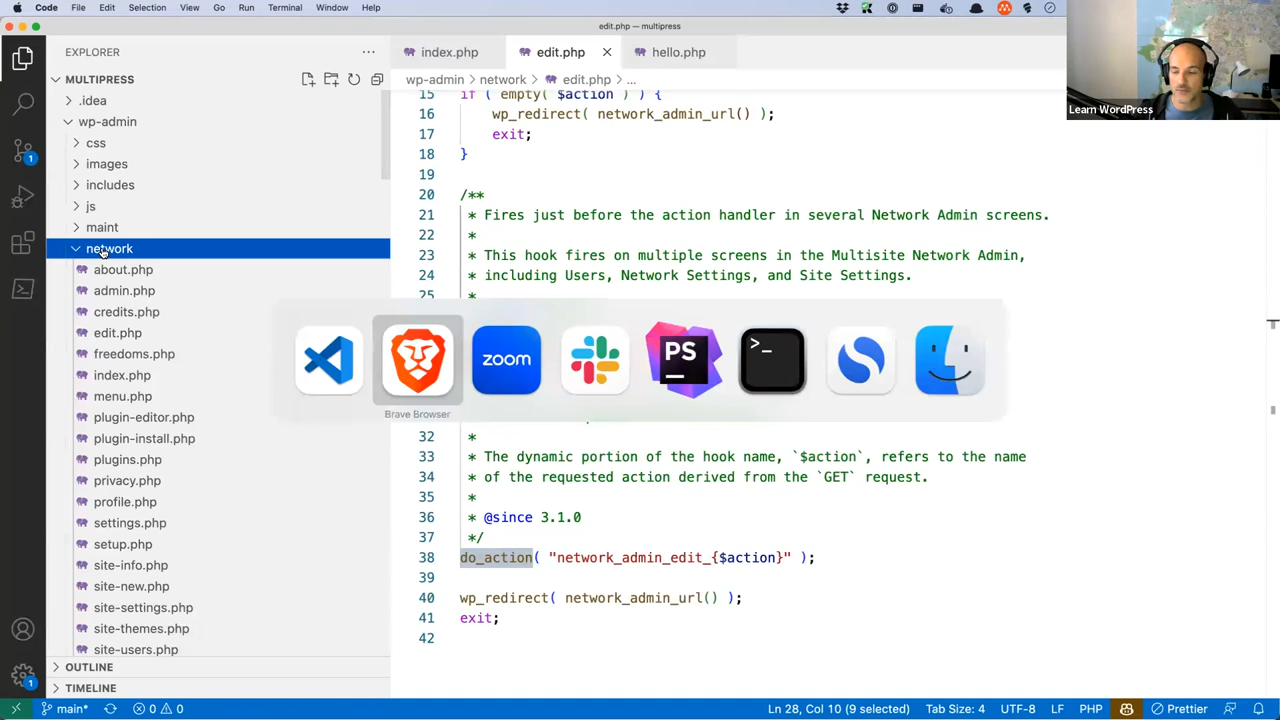 Code File Edit Selection View Go Run Terminal Window Help
edit.php — multipress
EXPLORER
MULTIPRESS
.idea
wp-admin
css
images
includes
js
maint
network
about.php
admin.php
credits.php
edit.php
freedoms.php
index.php
menu.php
plugin-editor.php
plugin-install.php
plugins.php
privacy.php
profile.php
settings.php
setup.php
site-info.php
site-new.php
site-settings.php
site-themes.php
site-users.php
OUTLINE
TIMELINE
1
1
index.php edit.php hello.php
wp-admin > network > edit.php > ...
15 if ( empty( $action ) ) {
16 wp_redirect( network_admin_url() );
17 exit;
18 }
19
20 /**
21 * Fires just before the action handler in several Network Admin screens.
22 *
23 * This hook fires on multiple screens in the Multisite Network Admin,
24 * including Users, Network Settings, and Site Settings.
25
32 *
33 * The dynamic portion of the hook name, `$action`, refers to the name
34 * of the requested action derived from the `GET` request.
35 *
36 * @since 3.1.0
37 */
38 do_action( "network_admin_edit_{$action}" );
39
40 wp_redirect( network_admin_url() );
41 exit;
42
zoom
PS
>_
Brave Browser
Learn WordPress
main* 0 0 Ln 28, Col 10 (9 selected) Tab Size: 4 UTF-8 LF PHP Prettier